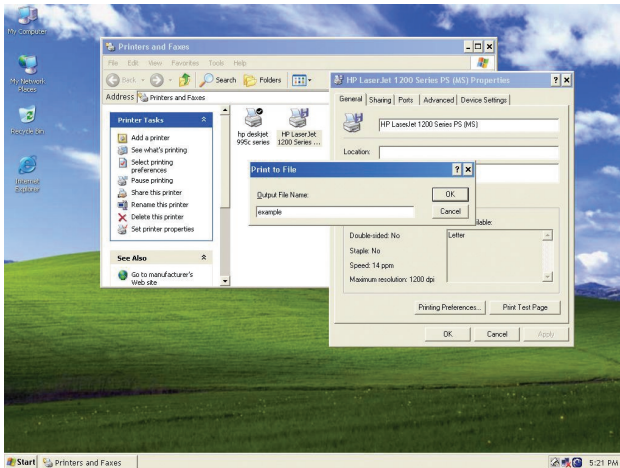 My Computer
My Network
Places
Recycle Bin
Internet
Explorer
Printers and Faxes
File Edit View Favorites Tools Help
Back
Search
Folders
Address
Printers and Faxes
Printer Tasks
Add a printer
See what's printing
Select printing
preferences
Pause printing
Share this printer
Rename this printer
Delete this printer
Set printer properties
See Also
Go to manufacturer's
Web site
hp deskjet
995c series
HP LaserJet
1200 Series ...
HP LaserJet 1200 Series PS (MS) Properties
General Sharing Ports Advanced Device Settings
HP LaserJet 1200 Series PS (MS)
Location:
Print to File
Output File Name:
example
OK
Cancel
ilable:
Double-sided: No
Letter
Staple: No
Speed: 14 ppm
Maximum resolution: 1200 dpi
Printing Preferences...
Print Test Page
OK
Cancel
Apply
Start
Printers and Faxes
5:21 PM